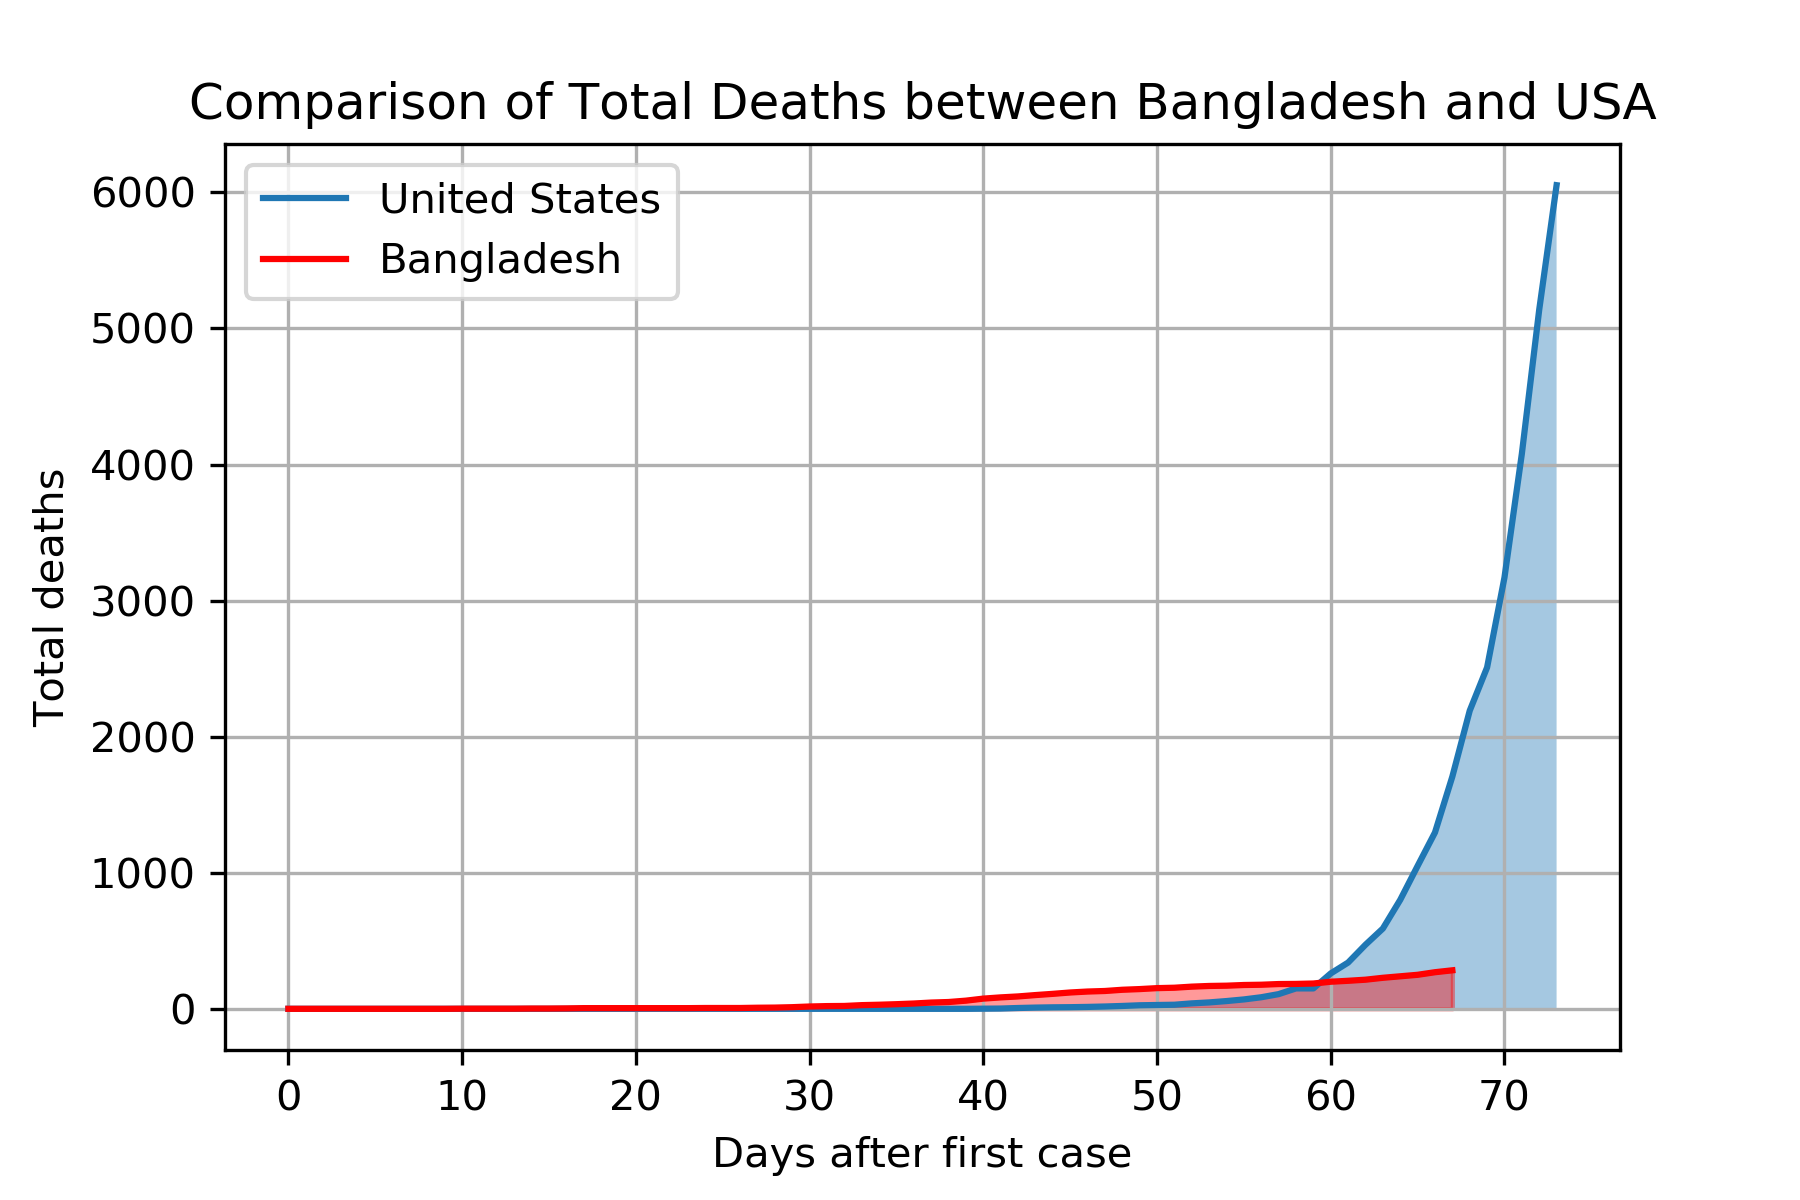 Comparison of Total Deaths between Bangladesh and USA
United States
Bangladesh
6000
5000
4000
3000
2000
1000
0
Total deaths
0 10 20 30 40 50 60 70
Days after first case